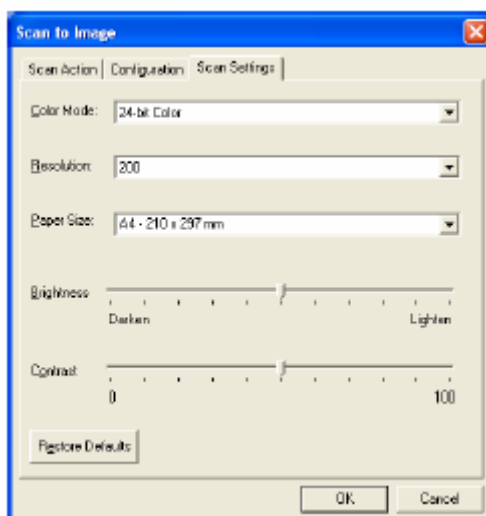 Scan to Image
Scan Action Configuration Scan Settings
Color Mode: 24-bit Color
Resolution: 200
Paper Size: A4 - 210 x 297 mm
Brightness
Darken Lighten
Contrast
0 100
Restore Defaults
OK Cancel